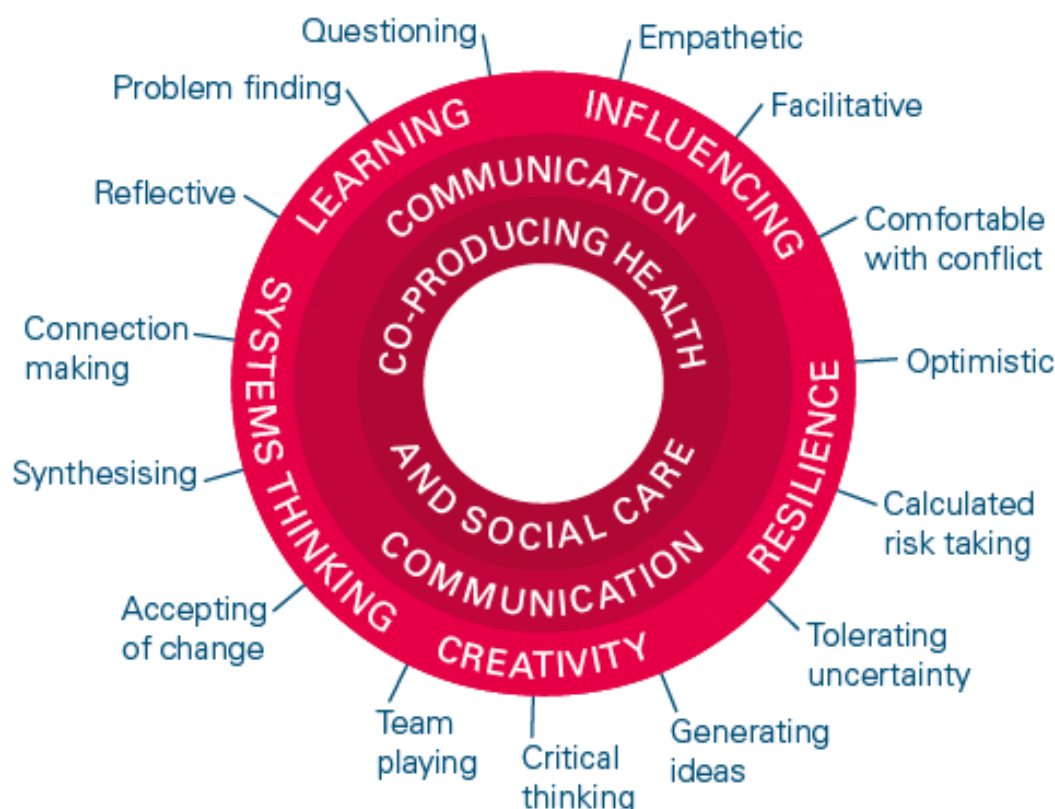 Questioning
Empathetic
Problem finding
Facilitative
Reflective
Comfortable
with conflict
Connection
making
Optimistic
Synthesising
Calculated
risk taking
Accepting
of change
Tolerating
uncertainty
Team
playing
Critical
thinking
Generating
ideas
LEARNING
INFLUENCING
RESILIENCE
CREATIVITY
SYSTEMS THINKING
COMMUNICATION
COMMUNICATION
CO-PRODUCING HEALTH
AND SOCIAL CARE